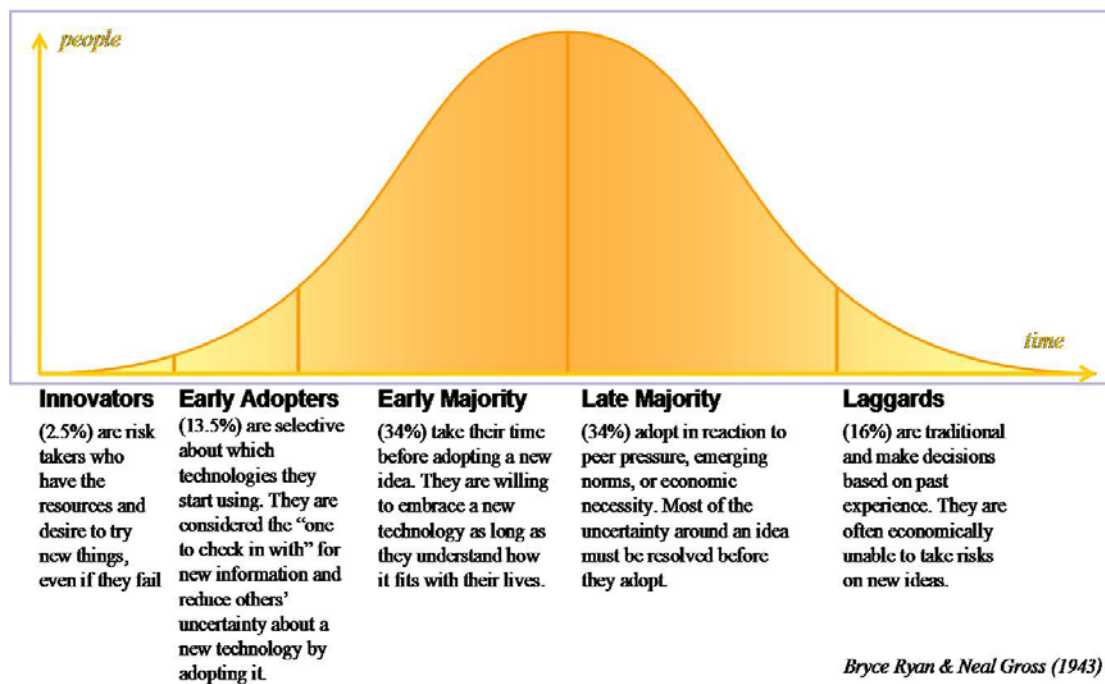 people
time
Innovators
(2.5%) are risk
takers who
have the
resources and
desire to try
new things,
even if they fail
Early Adopters
(13.5%) are selective
about which
technologies they
start using. They are
considered the “one
to check in with” for
new information and
reduce others’
uncertainty about a
new technology by
adopting it.
Early Majority
(34%) take their time
before adopting a new
idea. They are willing
to embrace a new
technology as long as
they understand how
it fits with their lives.
Late Majority
(34%) adopt in reaction to
peer pressure, emerging
norms, or economic
necessity. Most of the
uncertainty around an idea
must be resolved before
they adopt.
Laggards
(16%) are traditional
and make decisions
based on past
experience. They are
often economically
unable to take risks
on new ideas.
Bryce Ryan & Neal Gross (1943)